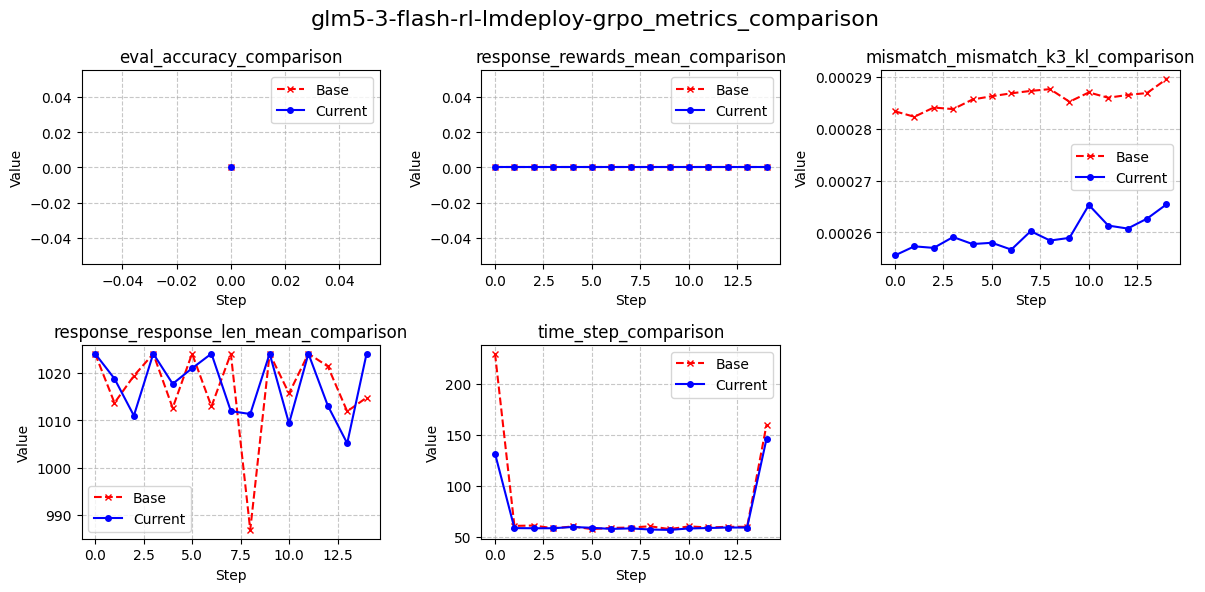 glm5-3-flash-rl-lmdeploy-grpo_metrics_comparison
eval_accuracy_comparison
0.04
0.02
0.00
−0.02
−0.04
Value
−0.04
−0.02
0.00
0.02
0.04
Step
Base
Current
response_rewards_mean_comparison
0.04
0.02
0.00
−0.02
−0.04
Value
0.0
2.5
5.0
7.5
10.0
12.5
Step
Base
Current
mismatch_mismatch_k3_kl_comparison
0.00029
0.00028
0.00027
0.00026
Value
0.0
2.5
5.0
7.5
10.0
12.5
Step
Base
Current
response_response_len_mean_comparison
1020
1010
1000
990
Value
0.0
2.5
5.0
7.5
10.0
12.5
Step
Base
Current
time_step_comparison
200
150
100
50
Value
0.0
2.5
5.0
7.5
10.0
12.5
Step
Base
Current